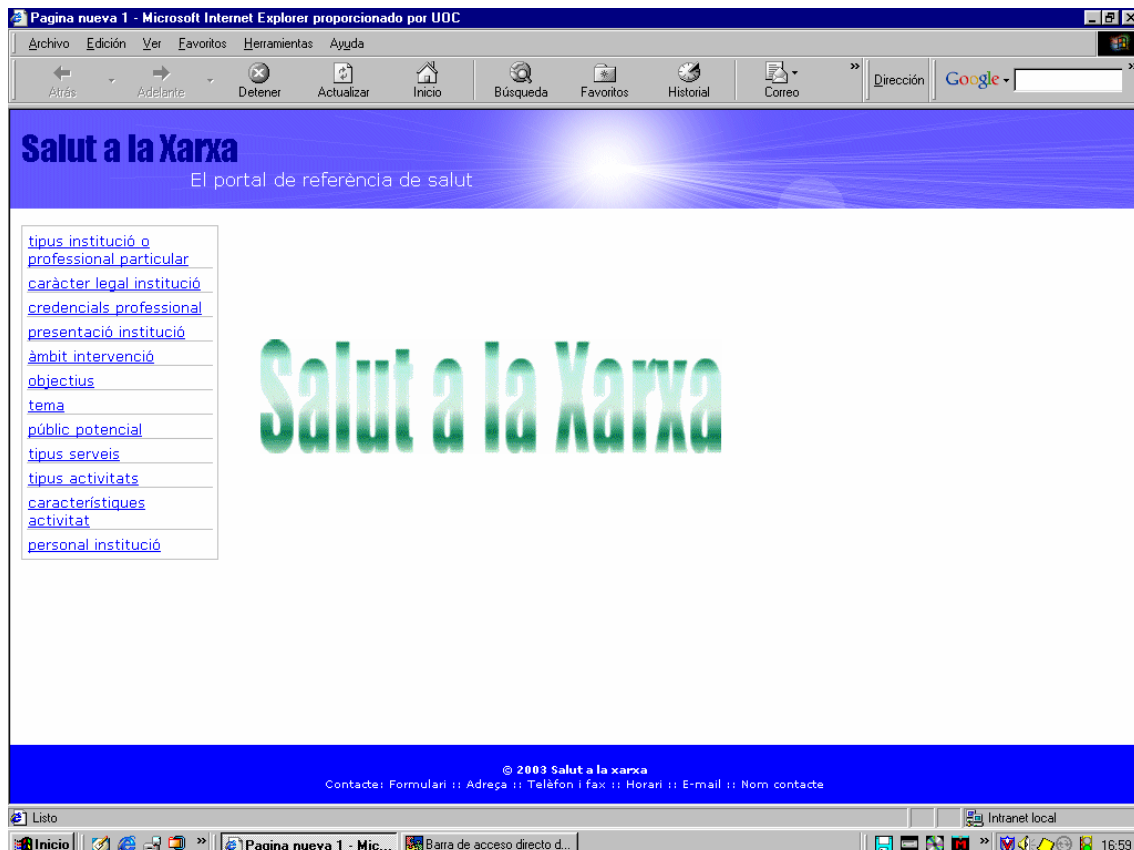 Pagina nueva 1 - Microsoft Internet Explorer proporcionado por UOC
Archivo Edición Ver Favoritos Herramientas Ayuda
Atrás Adelante Detener Actualizar Inicio Búsqueda Favoritos Historial Correo » Dirección Google »
Salut a la Xarxa
El portal de referència de salut
tipus institució o
professional particular
caràcter legal institució
credencials professional
presentació institució
àmbit intervenció
objectius
tema
públic potencial
tipus serveis
tipus activitats
característiques
activitat
personal institució
Salut a la Xarxa
© 2003 Salut a la xarxa
Contacte: Formulari :: Adreça :: Telèfon i fax :: Horari :: E-mail :: Nom contacte
Listo Intranet local
Inicio » Pagina nueva 1 - Mic... Barra de acceso directo d... » 16:59